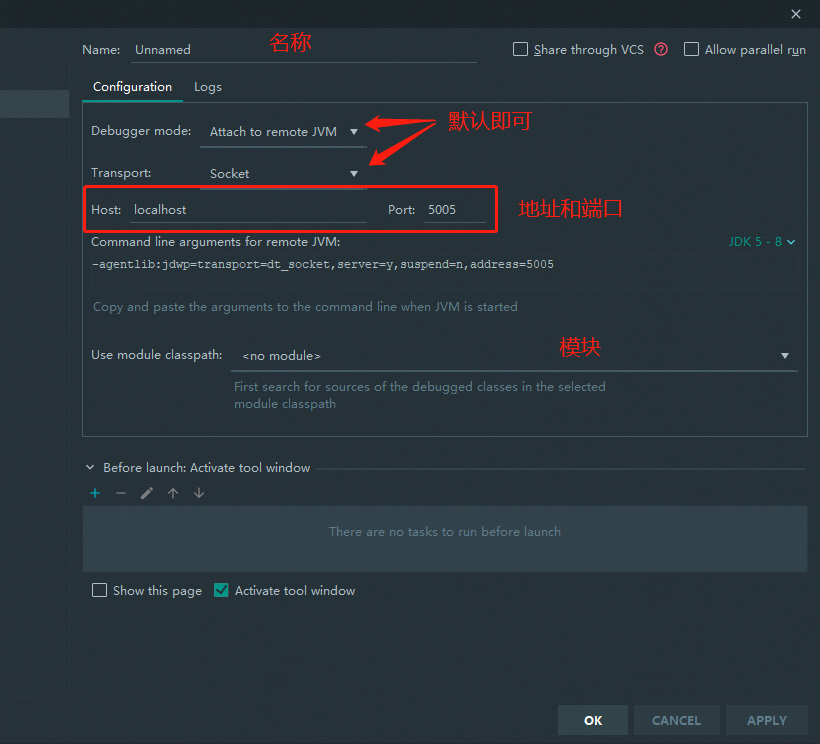 Name: Unnamed 名称 Share through VCS ? Allow parallel run
Configuration Logs
Debugger mode: Attach to remote JVM 默认即可
Transport: Socket
Host: localhost Port: 5005 地址和端口
Command line arguments for remote JVM: JDK 5 - 8
-agentlib:jdwp=transport=dt_socket,server=y,suspend=n,address=5005
Copy and paste the arguments to the command line when JVM is started
Use module classpath: <no module> 模块
First search for sources of the debugged classes in the selected
module classpath
Before launch: Activate tool window
There are no tasks to run before launch
Show this page Activate tool window
OK CANCEL APPLY